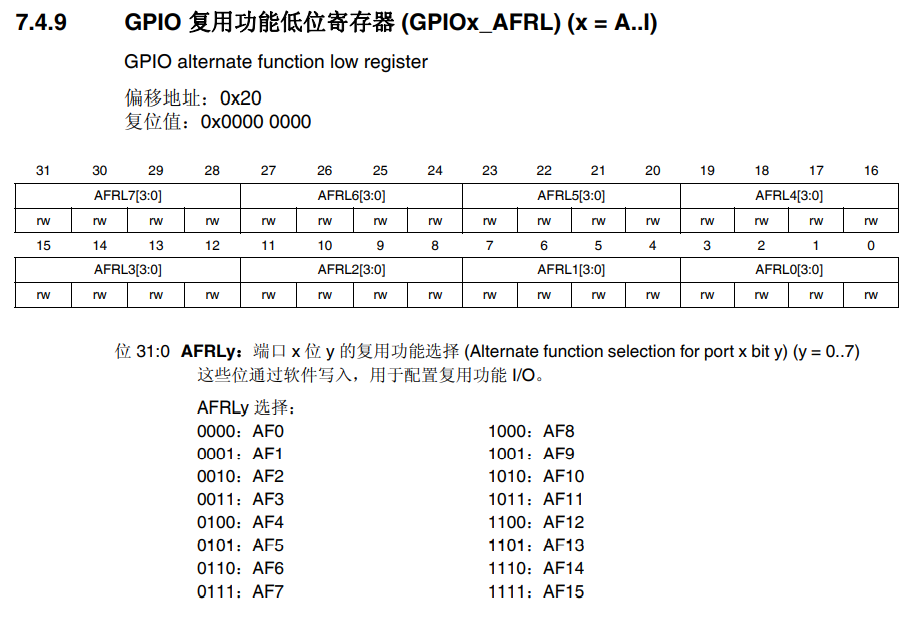 7.4.9 GPIO 复用功能低位寄存器 (GPIOx_AFRL) (x = A..I)
GPIO alternate function low register
偏移地址：0x20
复位值：0x0000 0000
31 30 29 28 27 26 25 24 23 22 21 20 19 18 17 16
AFRL7[3:0] AFRL6[3:0] AFRL5[3:0] AFRL4[3:0]
rw rw rw rw rw rw rw rw rw rw rw rw rw rw rw rw
15 14 13 12 11 10 9 8 7 6 5 4 3 2 1 0
AFRL3[3:0] AFRL2[3:0] AFRL1[3:0] AFRL0[3:0]
rw rw rw rw rw rw rw rw rw rw rw rw rw rw rw rw
位 31:0 AFRLy：端口 x 位 y 的复用功能选择 (Alternate function selection for port x bit y) (y = 0..7)
这些位通过软件写入，用于配置复用功能 I/O。
AFRLy 选择：
0000：AF0 1000：AF8
0001：AF1 1001：AF9
0010：AF2 1010：AF10
0011：AF3 1011：AF11
0100：AF4 1100：AF12
0101：AF5 1101：AF13
0110：AF6 1110：AF14
0111：AF7 1111：AF15